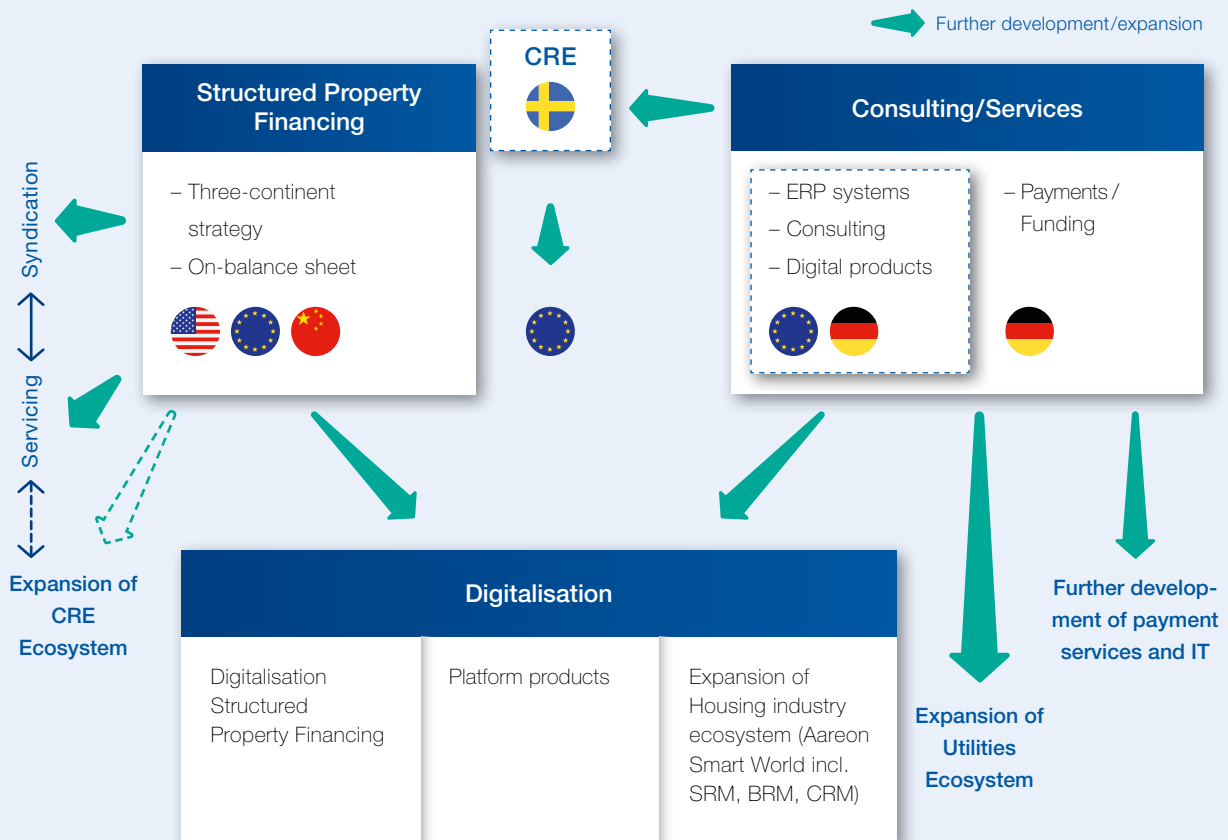 Further development/expansion
CRE
Structured Property
Financing
– Three-continent
strategy
– On-balance sheet
Consulting/Services
– ERP systems
– Consulting
– Digital products
– Payments /
Funding
Syndication
Servicing
Expansion of
CRE
Ecosystem
Digitalisation
Digitalisation
Structured
Property Financing
Platform products
Expansion of
Housing industry
ecosystem (Aareon
Smart World incl.
SRM, BRM, CRM)
Expansion of
Utilities
Ecosystem
Further develop-
ment of payment
services and IT